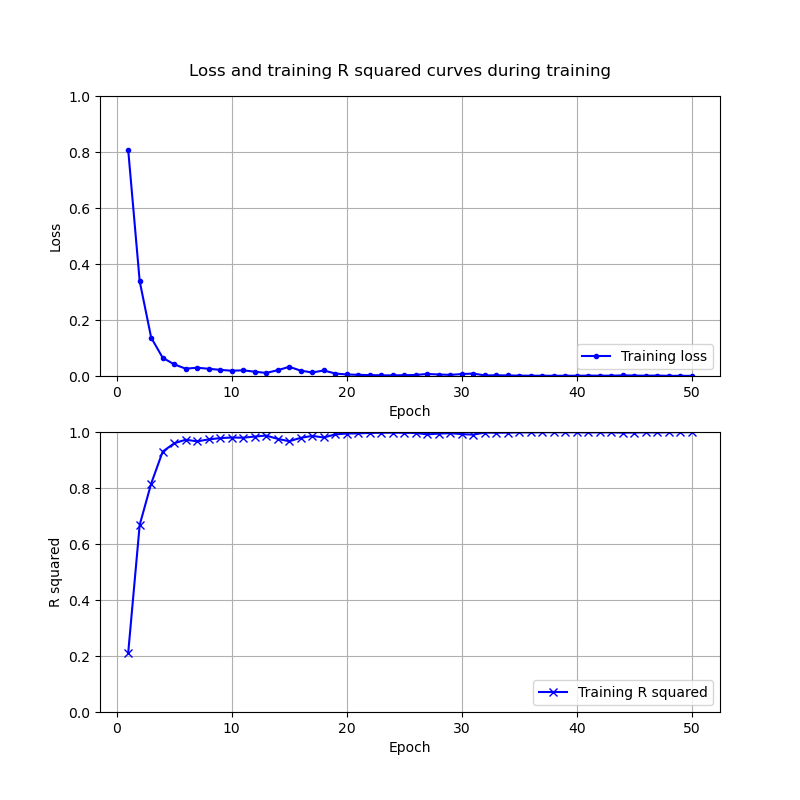 Loss and training R squared curves during training
1.0
0.8
0.6
0.4
0.2
0.0
Loss
Training loss
0 10 20 30 40 50
Epoch
1.0
0.8
0.6
0.4
0.2
0.0
R squared
Training R squared
0 10 20 30 40 50
Epoch